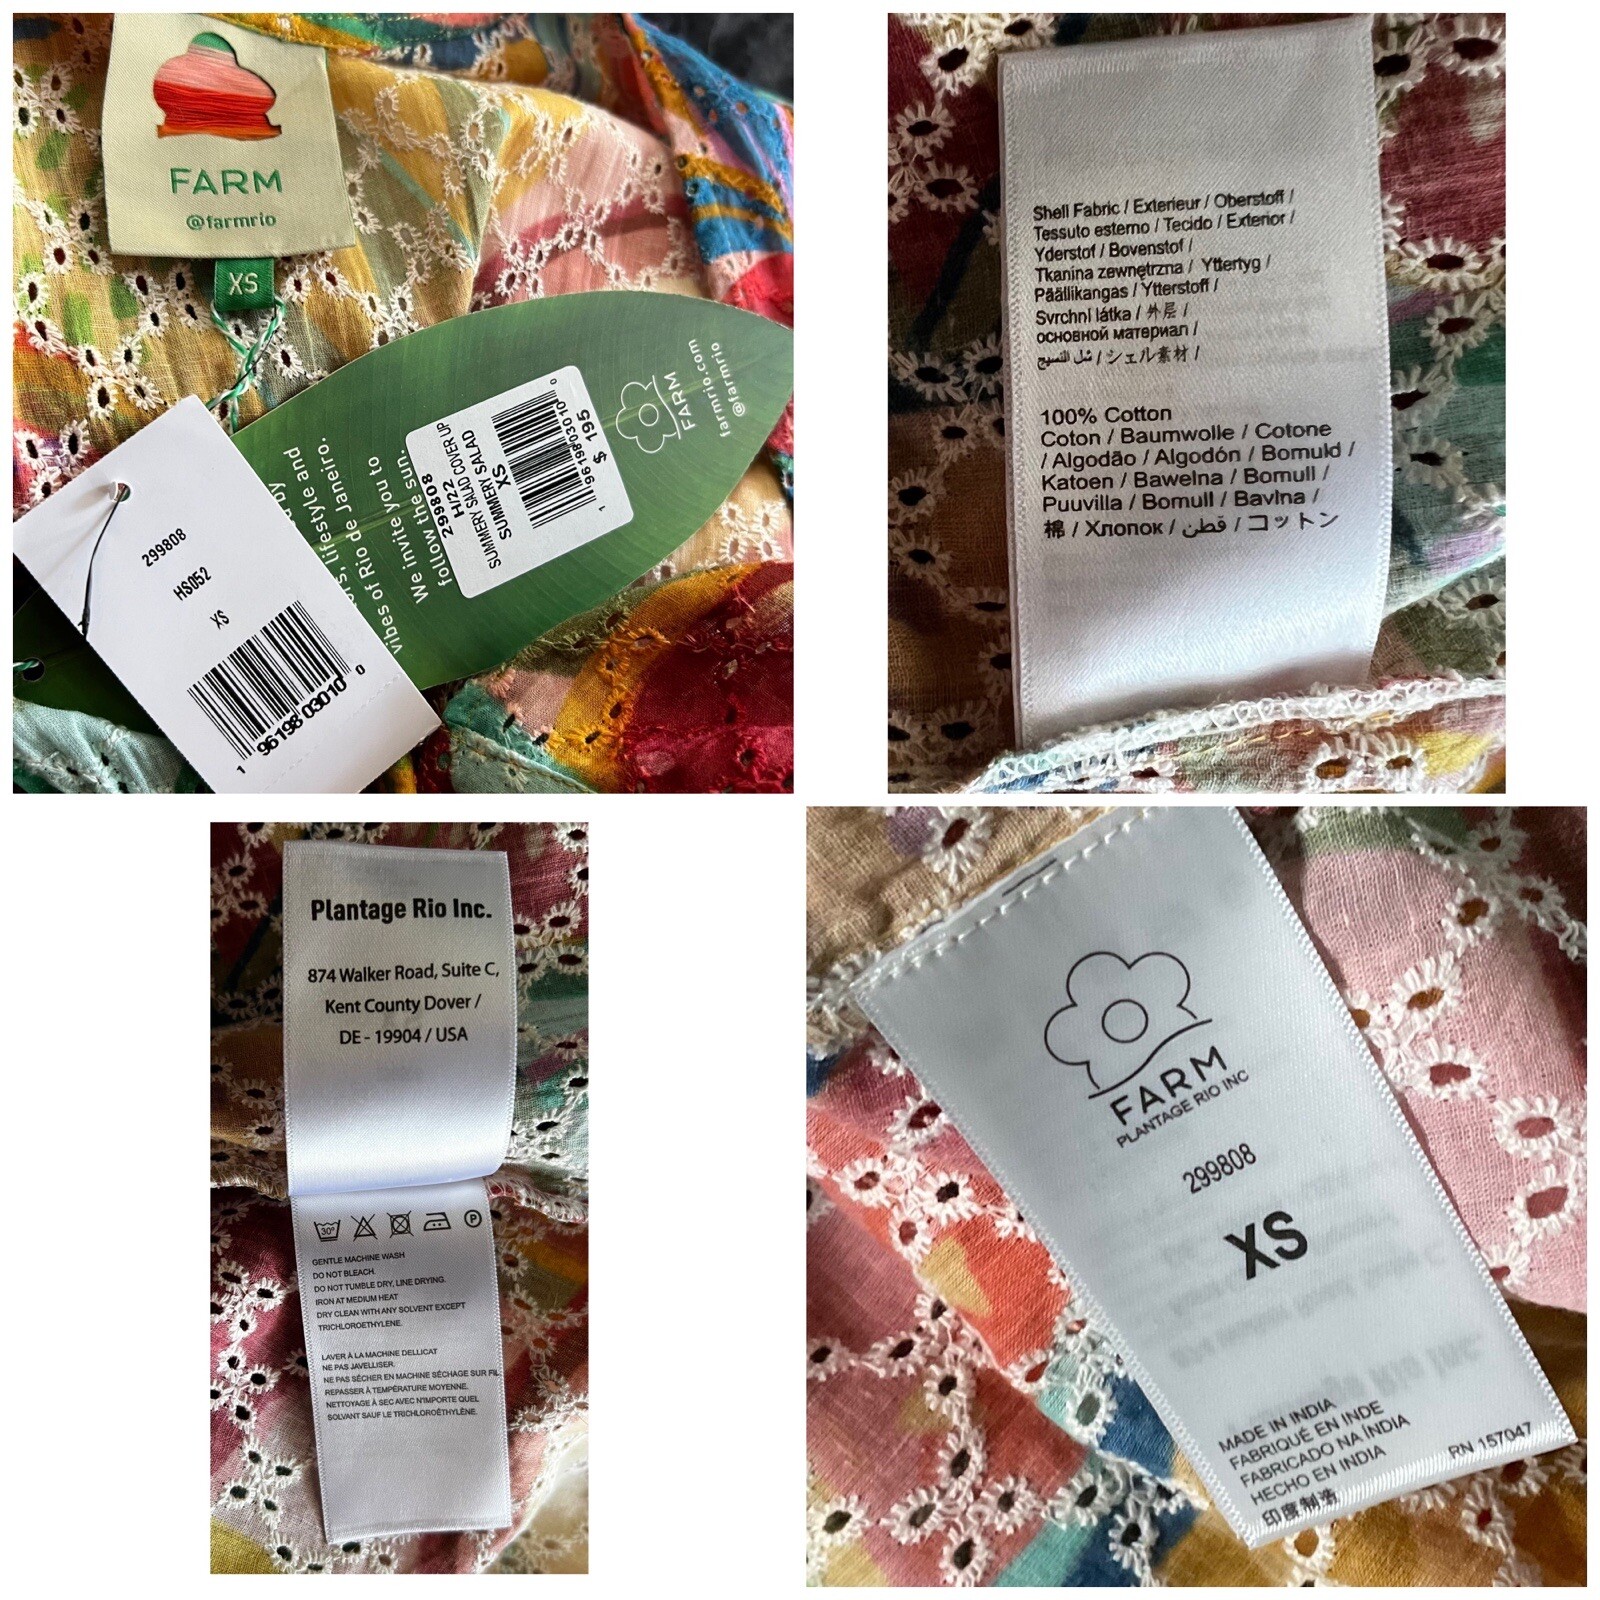 FARM
@farmrio
XS
FARM
farmrio.com
@farmrio
299808
H/22
SUMMERY SALAD COVER UP
SUMMERY SALAD
XS
1 96198 03010 0
$ 195
by
lifestyle and
vibes of Rio de Janeiro.
We invite you to
follow the sun.
299808
HS052
XS
1 96198 03010 0
Shell Fabric / Exterieur / Oberstoff /
Tessuto esterno / Tecido / Exterior /
Yderstof / Bovenstof /
Tkanina zewnętrzna / Yttertyg /
Päällikangas / Ytterstoff /
Svrchní látka / 外层 /
основной материал /
شل النسيج / シェル素材 /
100% Cotton
Coton / Baumwolle / Cotone
/ Algodão / Algodón / Bomuld /
Katoen / Bawełna / Bomull /
Puuvilla / Bomull / Bavlna /
棉 / Хлопок / قطن / コットン
Plantage Rio Inc.
874 Walker Road, Suite C,
Kent County Dover /
DE - 19904 / USA
30°
P
GENTLE MACHINE WASH
DO NOT BLEACH.
DO NOT TUMBLE DRY, LINE DRYING.
IRON AT MEDIUM HEAT
DRY CLEAN WITH ANY SOLVENT EXCEPT
TRICHLOROETHYLENE.
LAVER À LA MACHINE DELLICAT
NE PAS JAVELLISER.
NE PAS SÉCHER EN MACHINE SÉCHAGE SUR FIL
REPASSER À TEMPÉRATURE MOYENNE.
NETTOYAGE À SEC AVEC N'IMPORTE QUEL
SOLVANT SAUF LE TRICHLOROÉTHYLÈNE.
FARM
PLANTAGE RIO INC
299808
XS
MADE IN INDIA
FABRIQUÉ EN INDE
FABRICADO NA ÍNDIA
HECHO EN INDIA
印度制造
RN 157047